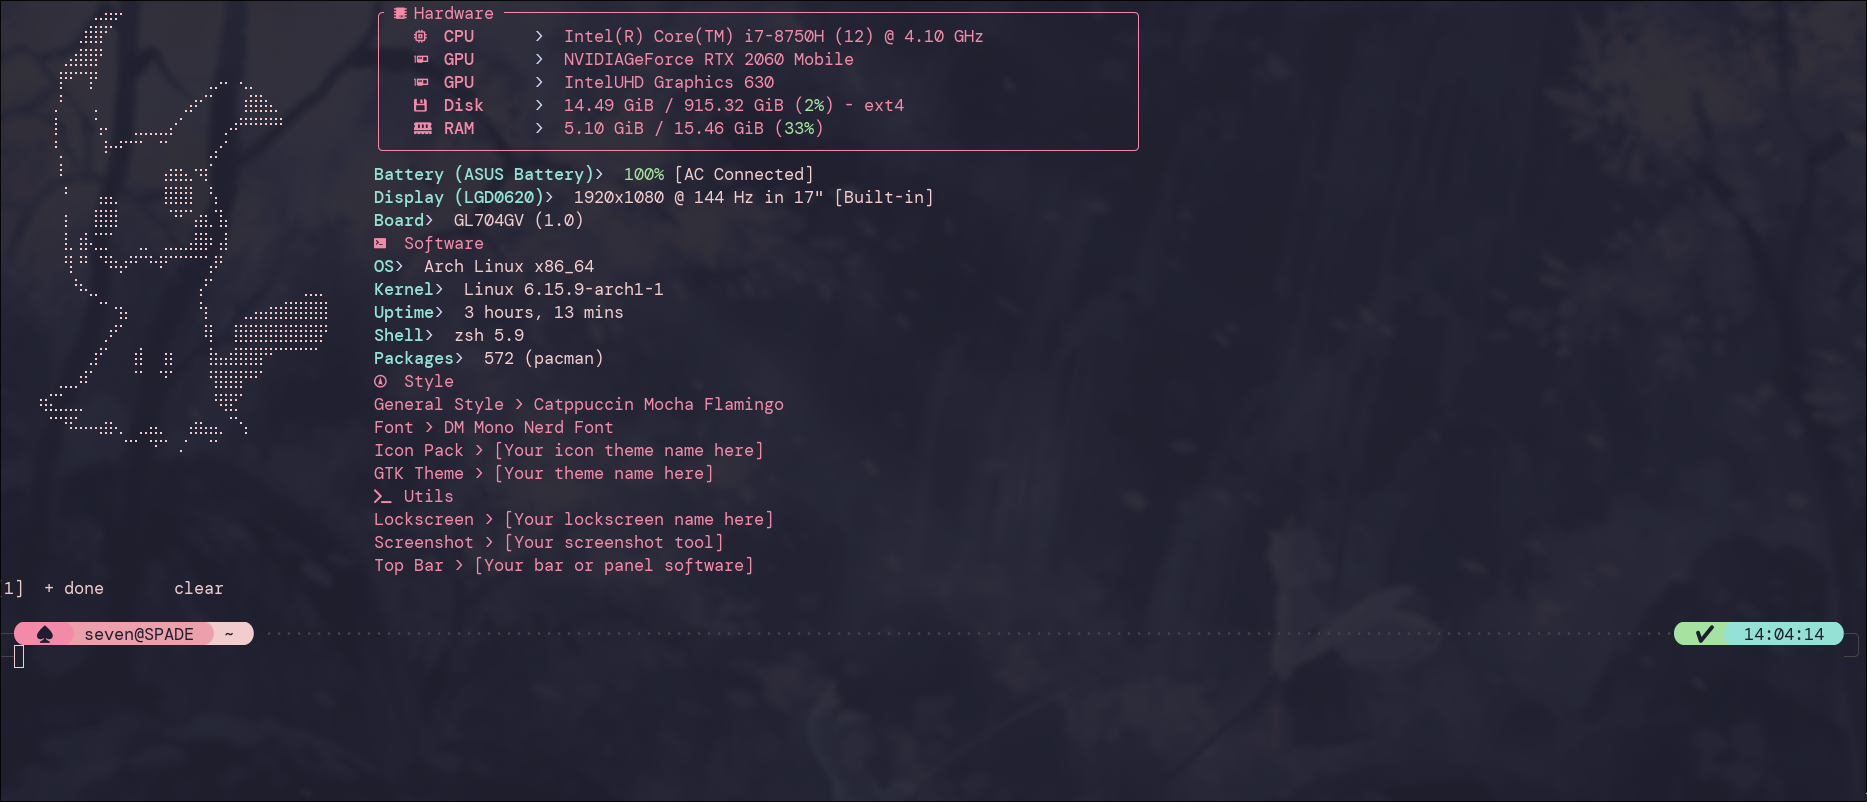 Hardware
CPU > Intel(R) Core(TM) i7-8750H (12) @ 4.10 GHz
GPU > NVIDIAGeForce RTX 2060 Mobile
GPU > IntelUHD Graphics 630
Disk > 14.49 GiB / 915.32 GiB (2%) - ext4
RAM > 5.10 GiB / 15.46 GiB (33%)
Battery (ASUS Battery)> 100% [AC Connected]
Display (LGD0620)> 1920x1080 @ 144 Hz in 17" [Built-in]
Board> GL704GV (1.0)
Software
OS> Arch Linux x86_64
Kernel> Linux 6.15.9-arch1-1
Uptime> 3 hours, 13 mins
Shell> zsh 5.9
Packages> 572 (pacman)
Style
General Style > Catppuccin Mocha Flamingo
Font > DM Mono Nerd Font
Icon Pack > [Your icon theme name here]
GTK Theme > [Your theme name here]
>_ Utils
Lockscreen > [Your lockscreen name here]
Screenshot > [Your screenshot tool]
Top Bar > [Your bar or panel software]
[1] + done clear
♠ seven@SPADE ~ ✔ 14:04:14